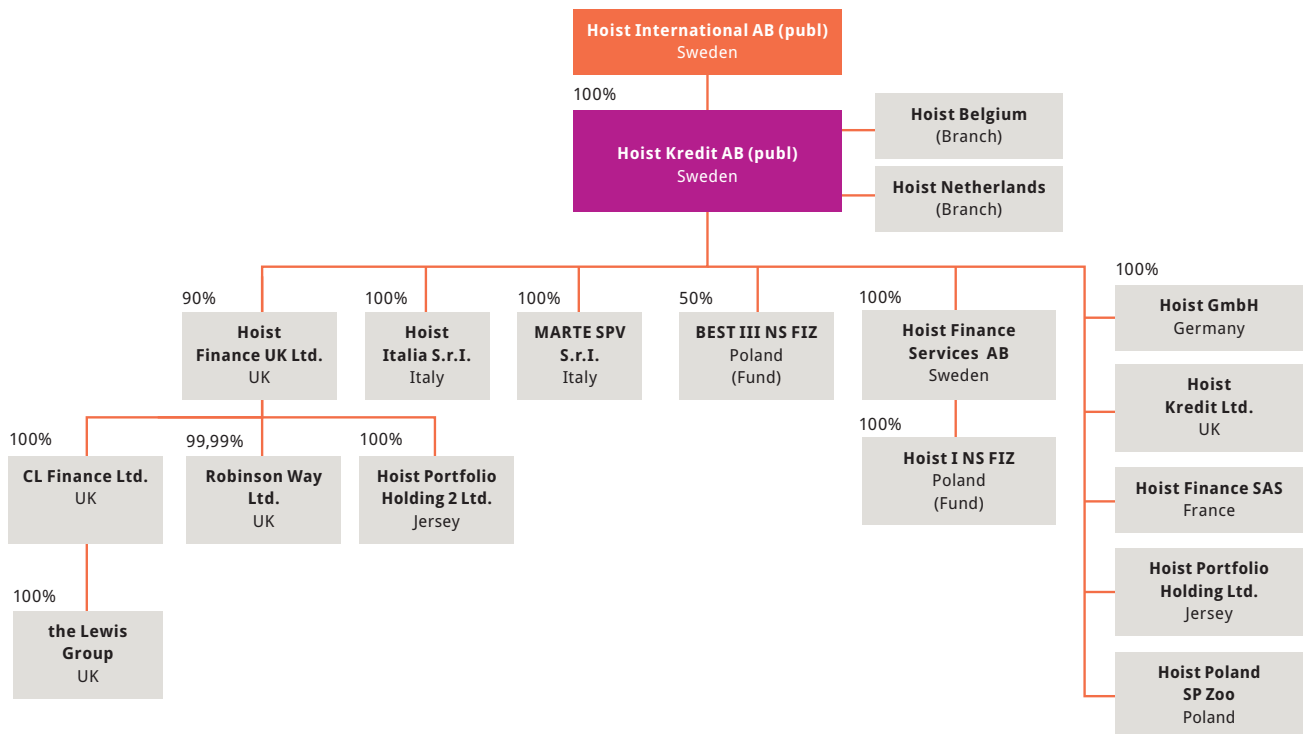 Hoist International AB (publ)
Sweden
100%
Hoist Kredit AB (publ)
Sweden
Hoist Belgium
(Branch)
Hoist Netherlands
(Branch)
90%
Hoist
Finance UK Ltd.
UK
100%
Hoist
Italia S.r.I.
Italy
100%
MARTE SPV
S.r.I.
Italy
50%
BEST III NS FIZ
Poland
(Fund)
100%
Hoist Finance
Services AB
Sweden
100%
Hoist GmbH
Germany
Hoist
Kredit Ltd.
UK
Hoist Finance SAS
France
Hoist Portfolio
Holding Ltd.
Jersey
Hoist Poland
SP Zoo
Poland
100%
CL Finance Ltd.
UK
99,99%
Robinson Way
Ltd.
UK
100%
Hoist Portfolio
Holding 2 Ltd.
Jersey
100%
Hoist I NS FIZ
Poland
(Fund)
100%
the Lewis
Group
UK